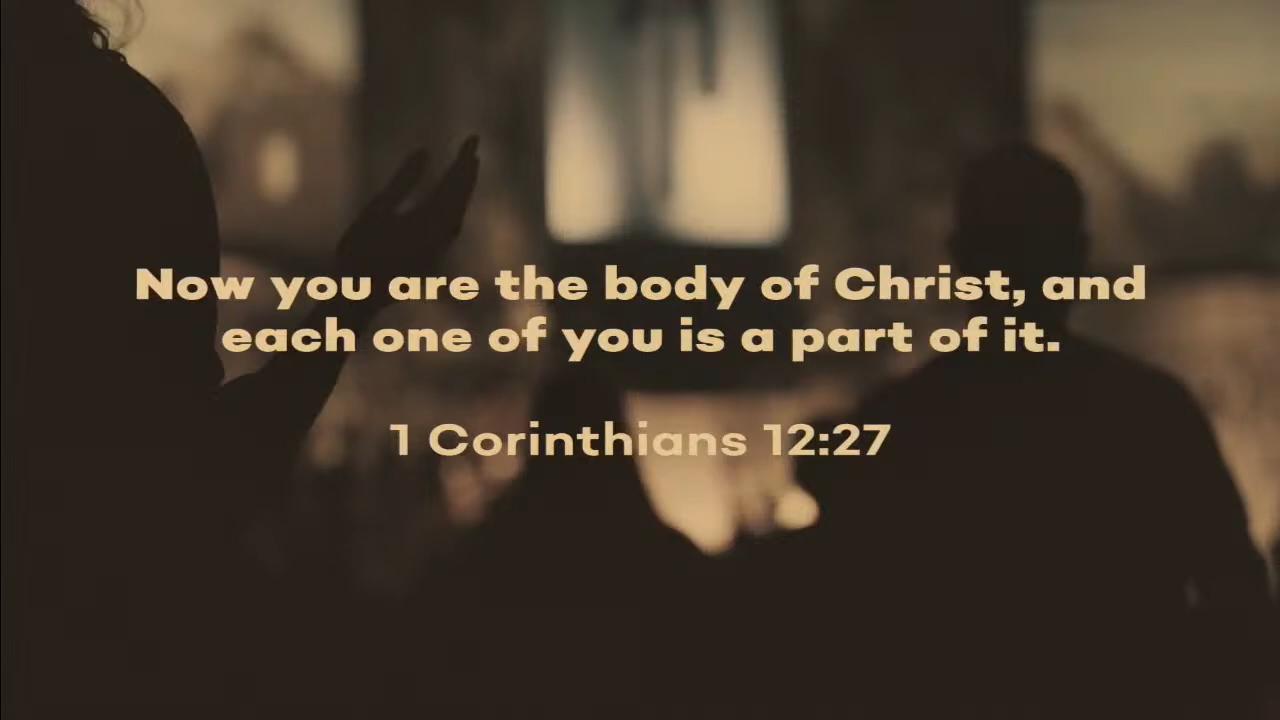 Now you are the body of Christ, and
each one of you is a part of it.
1 Corinthians 12:27